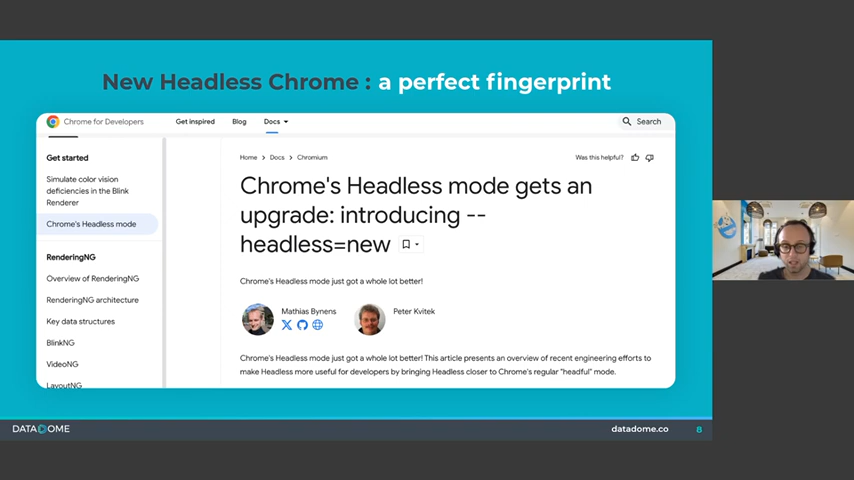 New Headless Chrome : a perfect fingerprint
Chrome for Developers
Get inspired
Blog
Docs
Search
Get started
Simulate color vision
deficiencies in the Blink
Renderer
Chrome's Headless mode
RenderingNG
Overview of RenderingNG
RenderingNG architecture
Key data structures
BlinkNG
VideoNG
LayoutNG
Home > Docs > Chromium
Was this helpful?
Chrome's Headless mode gets an
upgrade: introducing --
headless=new
Chrome's Headless mode just got a whole lot better!
Mathias Bynens
Peter Kvitek
Chrome's Headless mode just got a whole lot better! This article presents an overview of recent engineering efforts to
make Headless more useful for developers by bringing Headless closer to Chrome's regular "headful" mode.
DATADOME
datadome.co
8